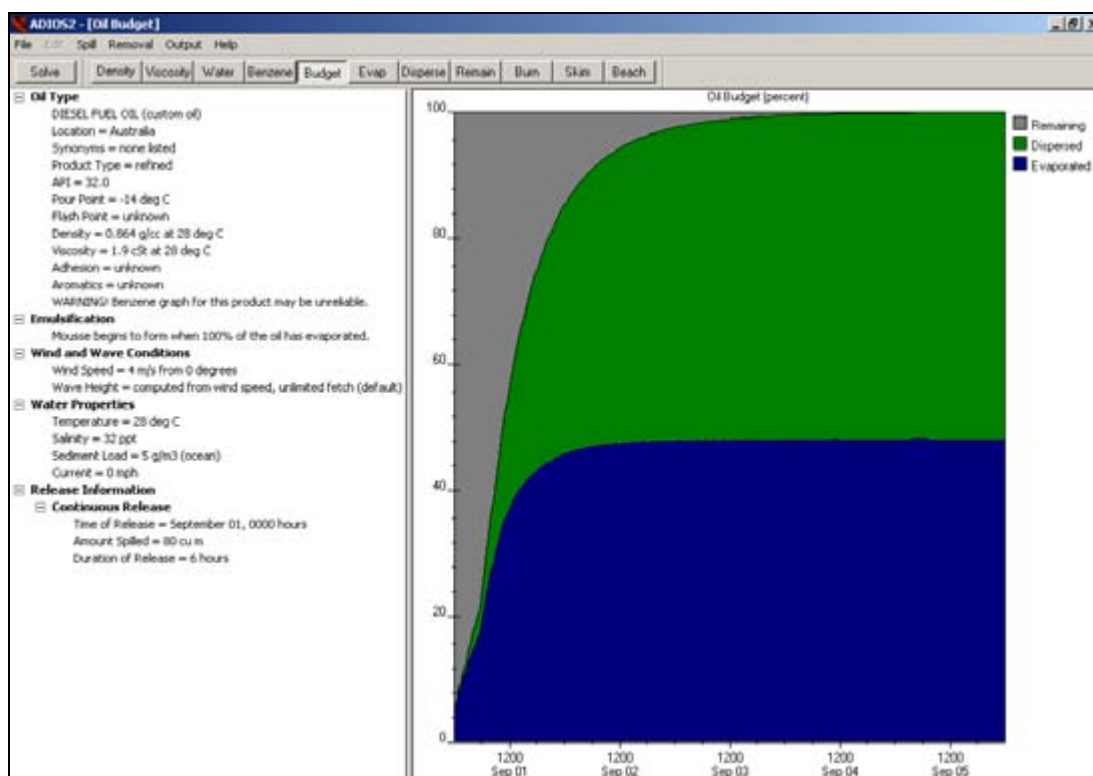 ADIOS2 - [Oil Budget]
File Edit Spill Removal Output Help
Solve Density Viscosity Water Benzene Budget Evap Disperse Remain Burn Skim Beach
Oil Type
DIESEL FUEL OIL (custom oil)
Location = Australia
Synonyms = none listed
Product Type = refined
API = 32.0
Pour Point = -14 deg C
Flash Point = unknown
Density = 0.864 g/cc at 28 deg C
Viscosity = 1.9 cSt at 28 deg C
Adhesion = unknown
Aromatics = unknown
WARNING! Benzene graph for this product may be unreliable.
Emulsification
Mousse begins to form when 100% of the oil has evaporated.
Wind and Wave Conditions
Wind Speed = 4 m/s from 0 degrees
Wave Height = computed from wind speed, unlimited fetch (default)
Water Properties
Temperature = 28 deg C
Salinity = 32 ppt
Sediment Load = 5 g/m3 (ocean)
Current = 0 mph
Release Information
Continuous Release
Time of Release = September 01, 0000 hours
Amount Spilled = 80 cu m
Duration of Release = 6 hours
Oil Budget (percent)
100
80
60
40
20
0
1200 1200 1200 1200 1200
Sep 01 Sep 02 Sep 03 Sep 04 Sep 05
Remaining
Dispersed
Evaporated